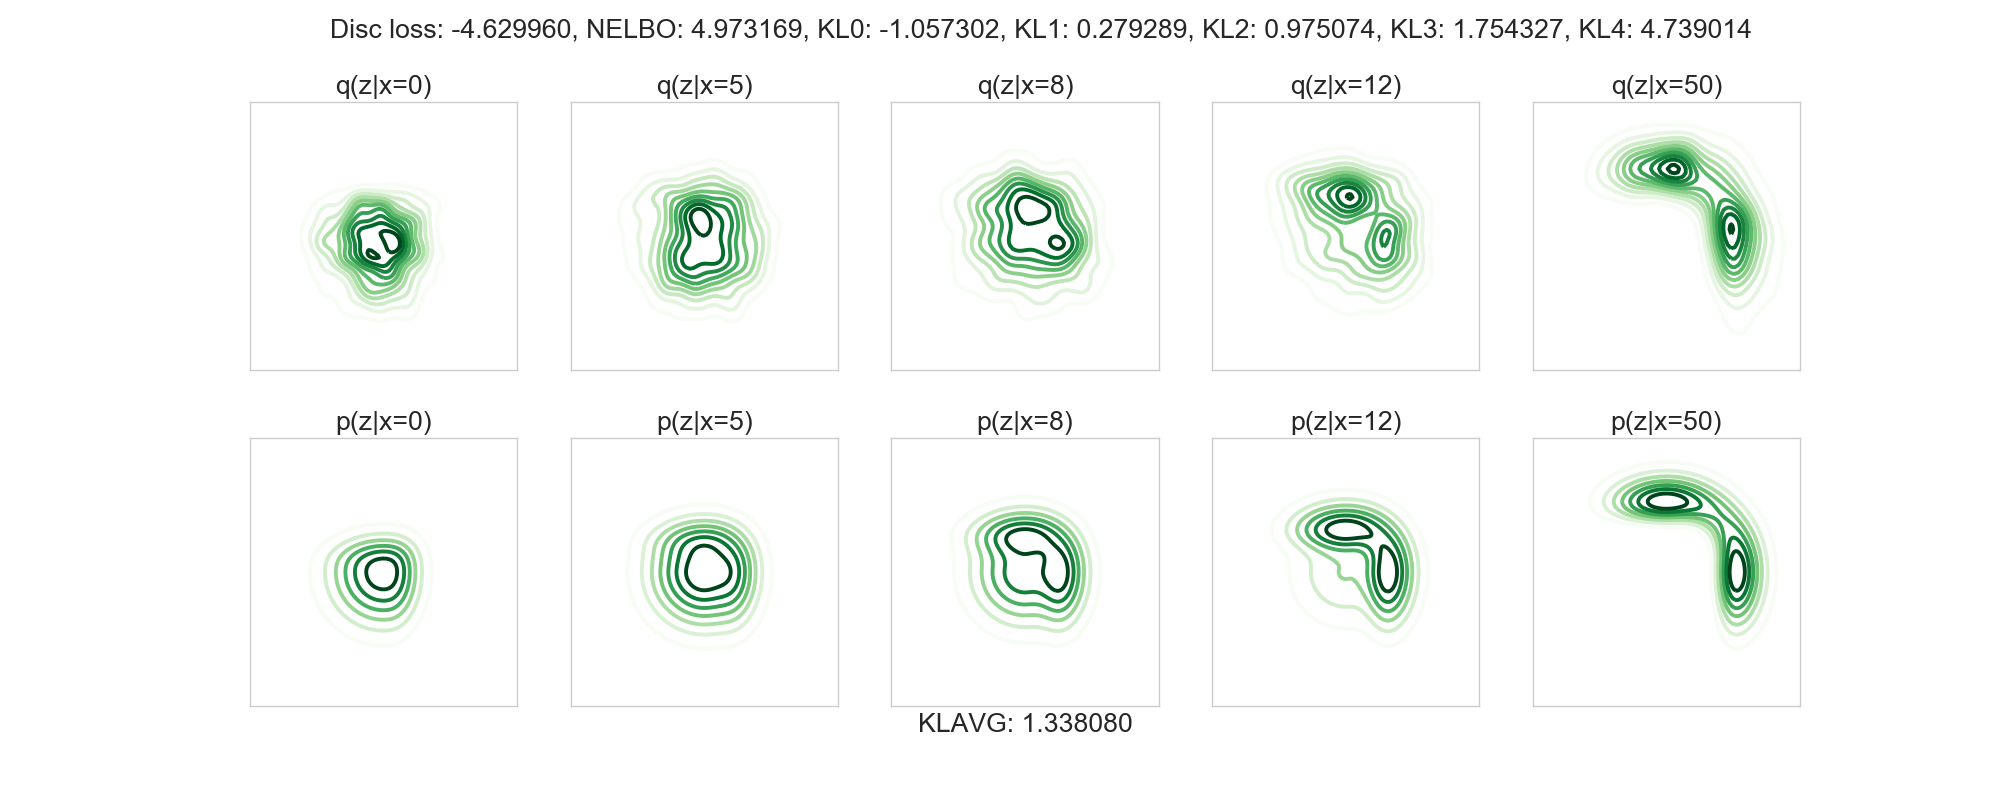 Disc loss: -4.629960, NELBO: 4.973169, KL0: -1.057302, KL1: 0.279289, KL2: 0.975074, KL3: 1.754327, KL4: 4.739014
q(z|x=0) q(z|x=5) q(z|x=8) q(z|x=12) q(z|x=50)
p(z|x=0) p(z|x=5) p(z|x=8) p(z|x=12) p(z|x=50)
KLAVG: 1.338080